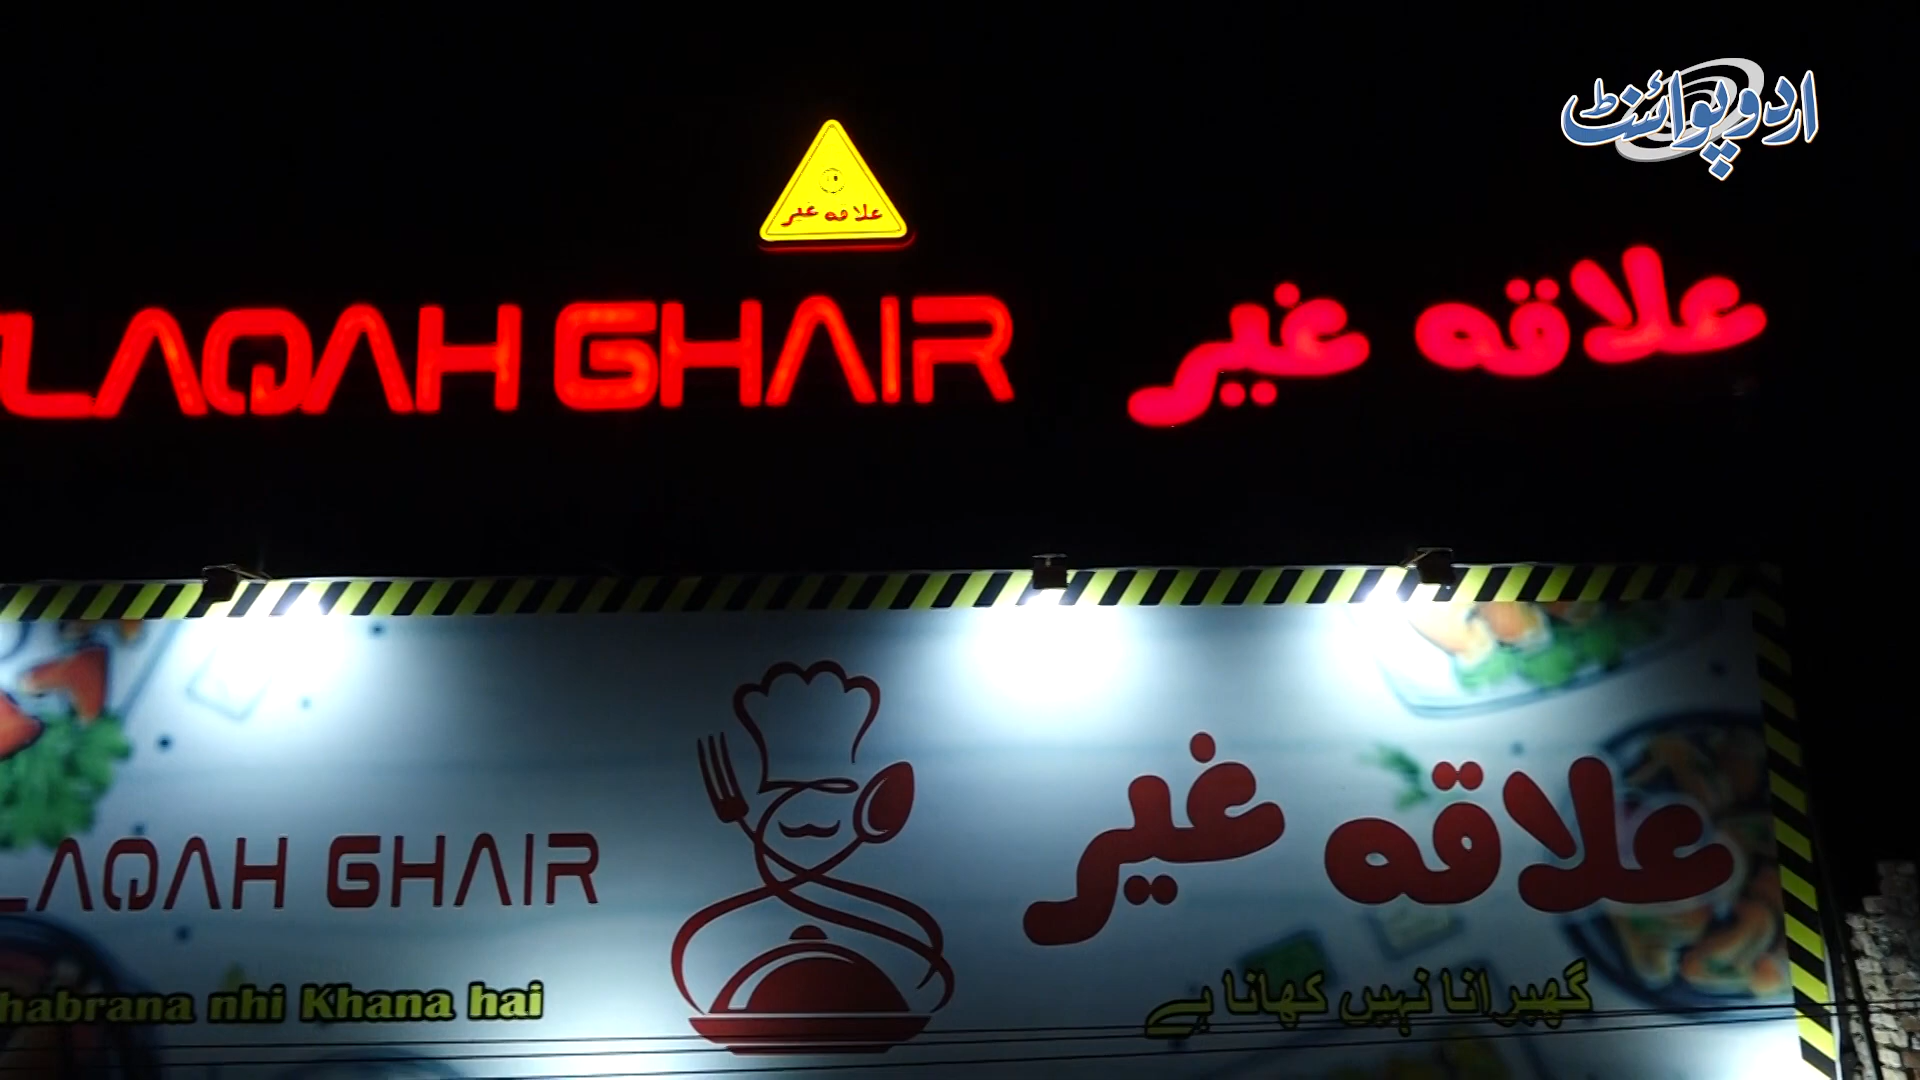 اردو پوائنٹ
علاقہ غیر
LAQAH GHAIR
علاقہ غیر
LAQAH GHAIR
علاقہ غیر
habrana nhi Khana hai
گھبرانا نہیں کھانا ہے